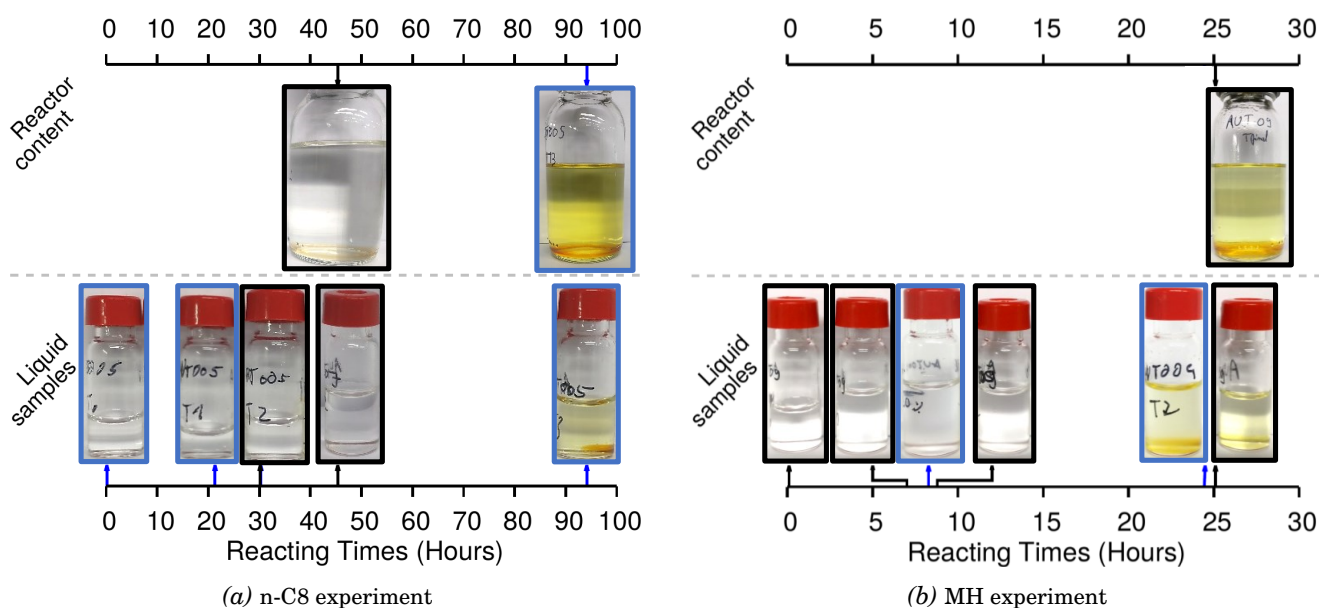 0 10 20 30 40 50 60 70 80 90 100
0 5 10 15 20 25 30
Reactor
content
Reactor
content
AUT-09
Liquid
samples
Liquid
samples
T1
T2
T2
0 10 20 30 40 50 60 70 80 90 100
0 5 10 15 20 25 30
Reacting Times (Hours)
Reacting Times (Hours)
(a) n-C8 experiment
(b) MH experiment